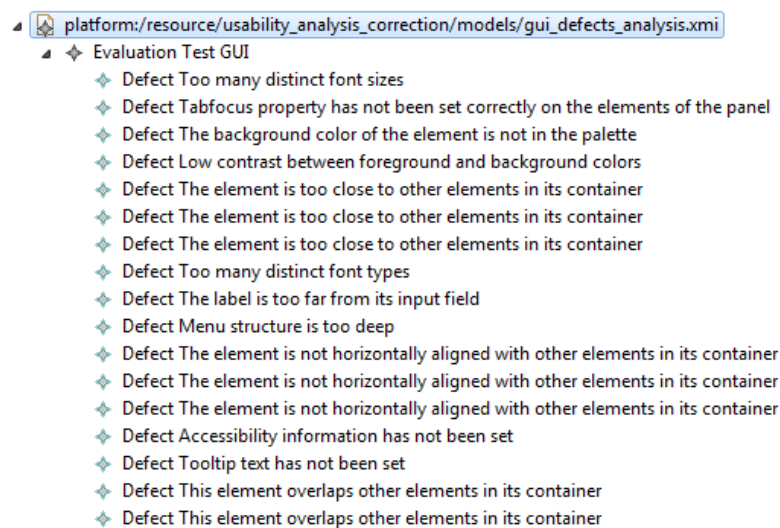 platform:/resource/usability_analysis_correction/models/gui_defects_analysis.xmi
Evaluation Test GUI
Defect Too many distinct font sizes
Defect Tabfocus property has not been set correctly on the elements of the panel
Defect The background color of the element is not in the palette
Defect Low contrast between foreground and background colors
Defect The element is too close to other elements in its container
Defect The element is too close to other elements in its container
Defect The element is too close to other elements in its container
Defect Too many distinct font types
Defect The label is too far from its input field
Defect Menu structure is too deep
Defect The element is not horizontally aligned with other elements in its container
Defect The element is not horizontally aligned with other elements in its container
Defect The element is not horizontally aligned with other elements in its container
Defect Accessibility information has not been set
Defect Tooltip text has not been set
Defect This element overlaps other elements in its container
Defect This element overlaps other elements in its container